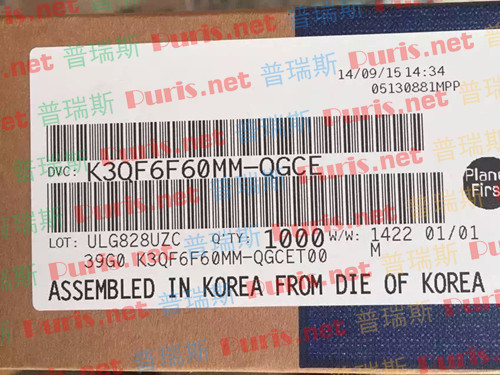 14/09/15 14:34
05130881MPP
DVC: K3QF6F60MM-QGCE
Planet
First
LOT: ULG828UZC Q'TY: 1000 W/W: 1422 01/01
39G0 K3QF6F60MM-QGCET00 M
ASSEMBLED IN KOREA FROM DIE OF KOREA
普瑞斯 Puris.net